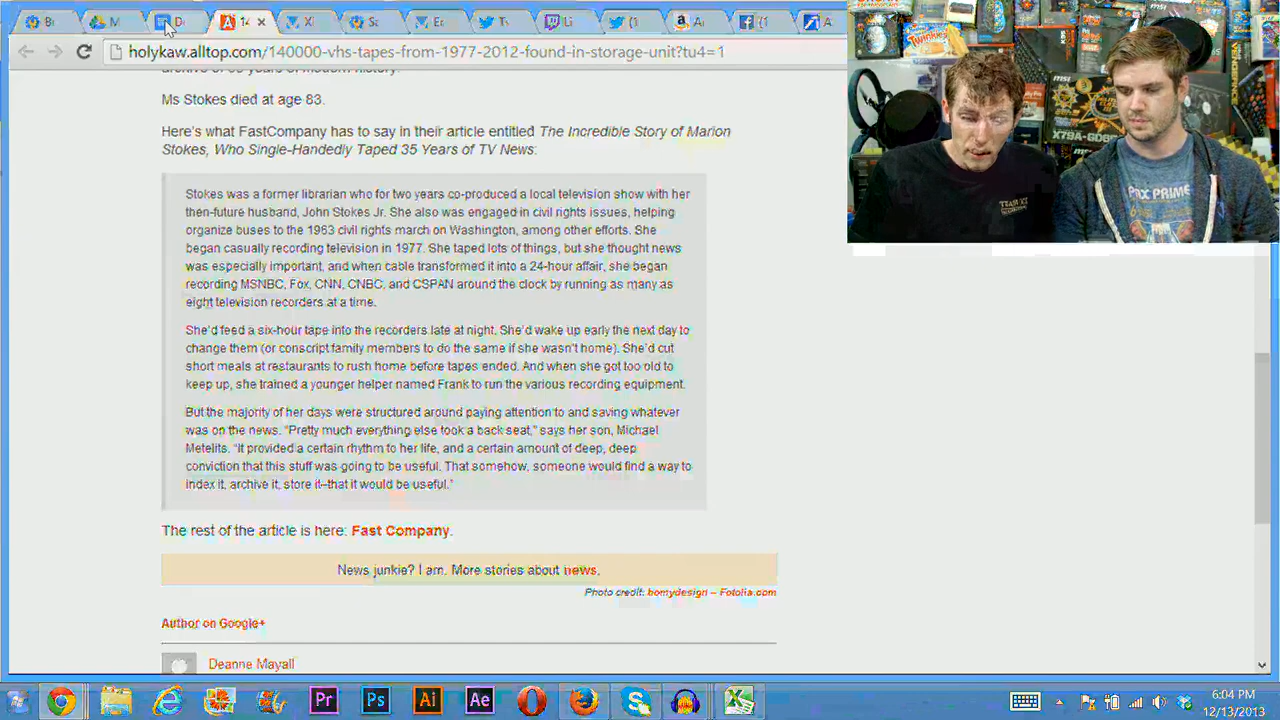 holykaw.alltop.com/140000-vhs-tapes-from-1977-2012-found-in-storage-unit?tu4=1
Ms Stokes died at age 83.
Here's what FastCompany has to say in their article entitled The Incredible Story of Marion
Stokes, Who Single-Handedly Taped 35 Years of TV News:
Stokes was a former librarian who for two years co-produced a local television show with her
then-future husband, John Stokes Jr. She also was engaged in civil rights issues, helping
organize buses to the 1963 civil rights march on Washington, among other efforts. She
began casually recording television in 1977. She taped lots of things, but she thought news
was especially important, and when cable transformed it into a 24-hour affair, she began
recording MSNBC, Fox, CNN, CNBC, and CSPAN around the clock by running as many as
eight television recorders at a time.
She'd feed a six-hour tape into the recorders late at night. She'd wake up early the next day to
change them (or conscript family members to do the same if she wasn't home). She'd cut
short meals at restaurants to rush home before tapes ended. And when she got too old to
keep up, she trained a younger helper named Frank to run the various recording equipment.
But the majority of her days were structured around paying attention to and saving whatever
was on the news. "Pretty much everything else took a back seat," says her son, Michael
Metelits. "It provided a certain rhythm to her life, and a certain amount of deep, deep
conviction that this stuff was going to be useful. That somehow, someone would find a way to
index it, archive it, store it–that it would be useful."
The rest of the article is here: Fast Company.
News junkie? I am. More stories about news.
Photo credit: bomydesign – Fotolia.com
Author on Google+
Deanne Mayall
Pr
Ps
Ai
Ae
6:04 PM
12/13/2013
PAX PRIME
VENGEANCE
msi
Twinkies